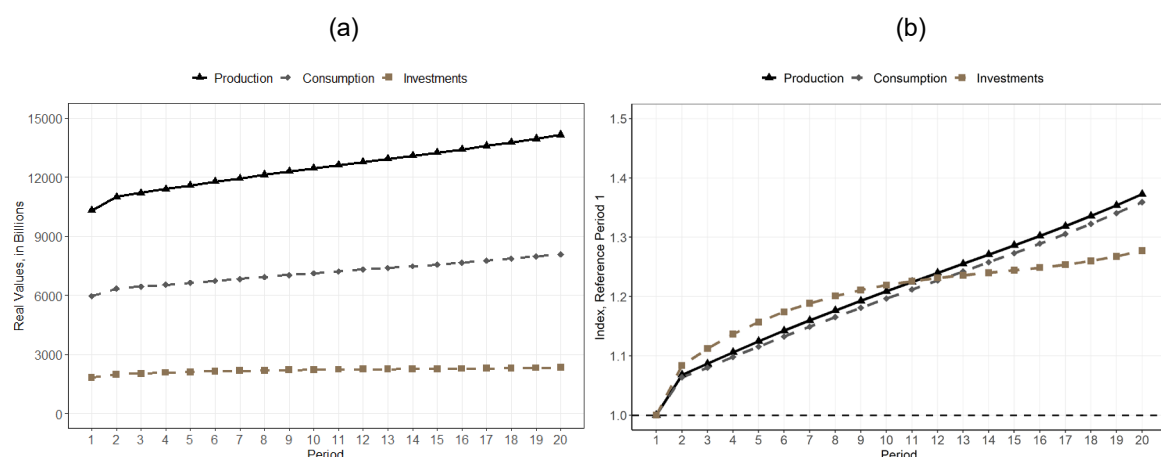 (a)
Production Consumption Investments
Real Values, in Billions
15000
12000
9000
6000
3000
0
1 2 3 4 5 6 7 8 9 10 11 12 13 14 15 16 17 18 19 20
Period
(b)
Production Consumption Investments
Index, Reference Period 1
1.5
1.4
1.3
1.2
1.1
1.0
1 2 3 4 5 6 7 8 9 10 11 12 13 14 15 16 17 18 19 20
Period